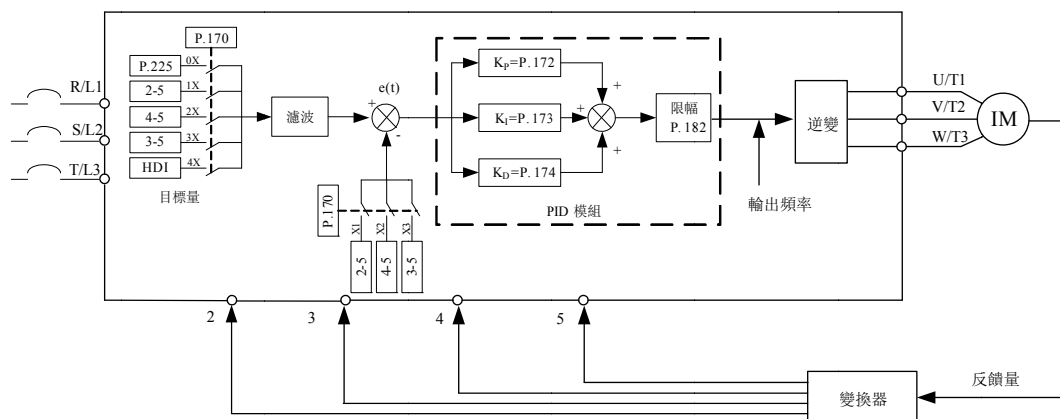 P.170
P.225
0X
2-5
1X
4-5
2X
3-5
3X
HDI
4X
目標量
R/L1
S/L2
T/L3
濾波
e(t)
+
-
P.170
X1
X2
X3
2-5
4-5
3-5
KP=P.172
KI=P.173
KD=P.174
+
+
+
限幅
P.182
PID 模組
輸出頻率
逆變
U/T1
V/T2
W/T3
IM
2
3
4
5
變換器
反饋量